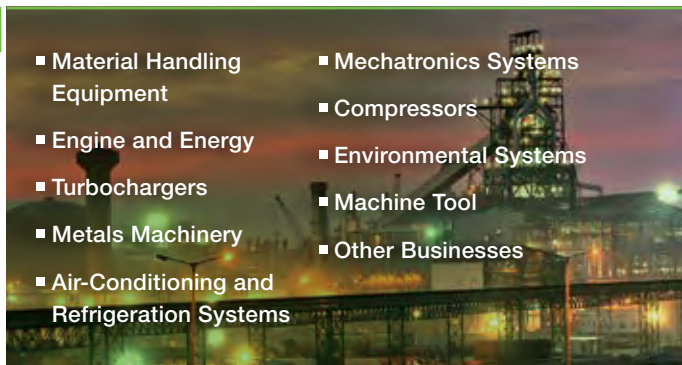 ■ Material Handling
Equipment
■ Engine and Energy
■ Turbochargers
■ Metals Machinery
■ Air-Conditioning and
Refrigeration Systems
■ Mechatronics Systems
■ Compressors
■ Environmental Systems
■ Machine Tool
■ Other Businesses